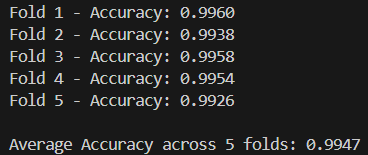 Fold 1 - Accuracy: 0.9960
Fold 2 - Accuracy: 0.9938
Fold 3 - Accuracy: 0.9958
Fold 4 - Accuracy: 0.9954
Fold 5 - Accuracy: 0.9926
Average Accuracy across 5 folds: 0.9947